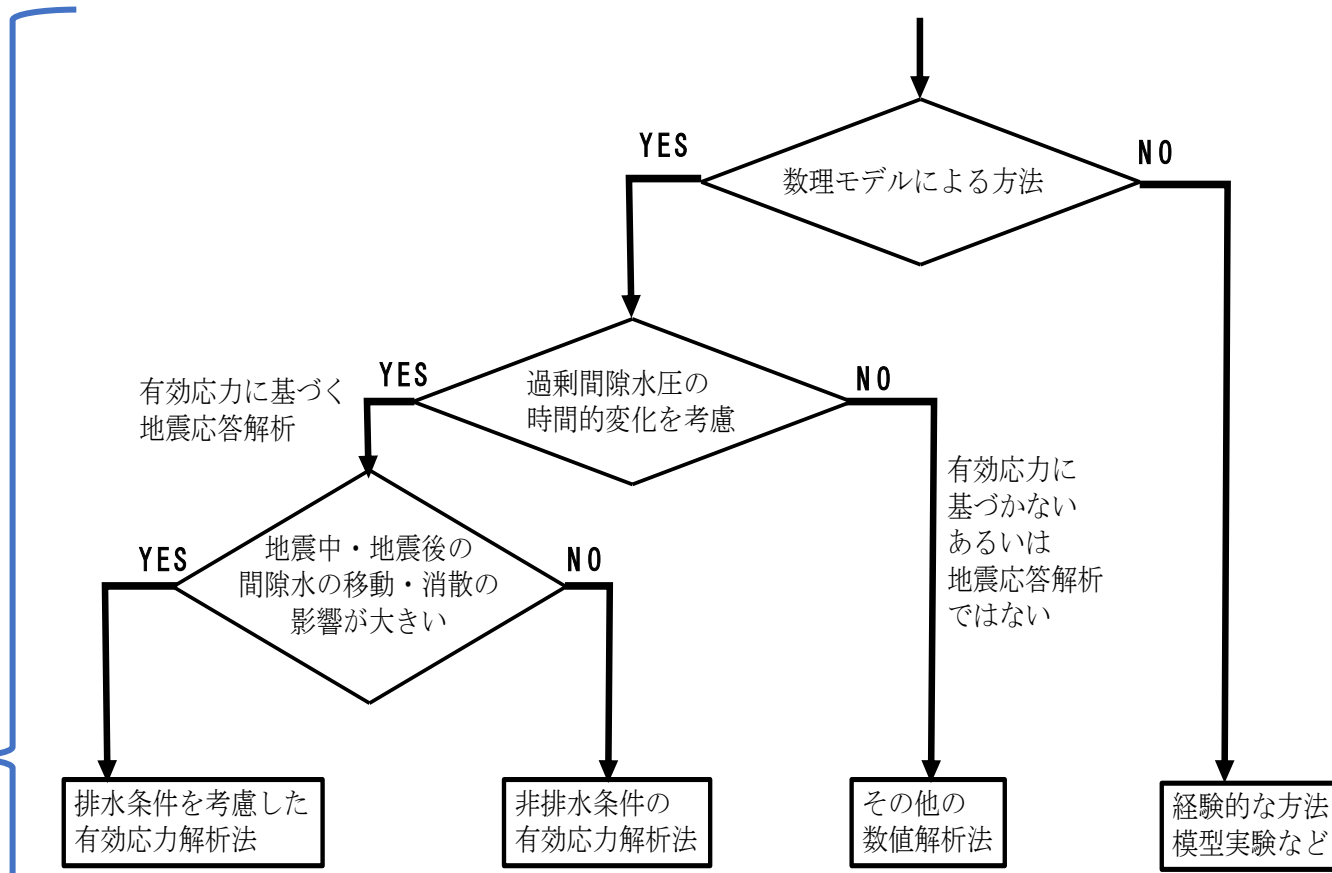 YES
NO
数理モデルによる方法
有効応力に基づく
地震応答解析
YES
過剰間隙水圧の
時間的変化を考慮
NO
有効応力に
基づかない
あるいは
地震応答解析
ではない
YES
地震中・地震後の
間隙水の移動・消散の
影響が大きい
NO
排水条件を考慮した
有効応力解析法
非排水条件の
有効応力解析法
その他の
数値解析法
経験的な方法
模型実験など